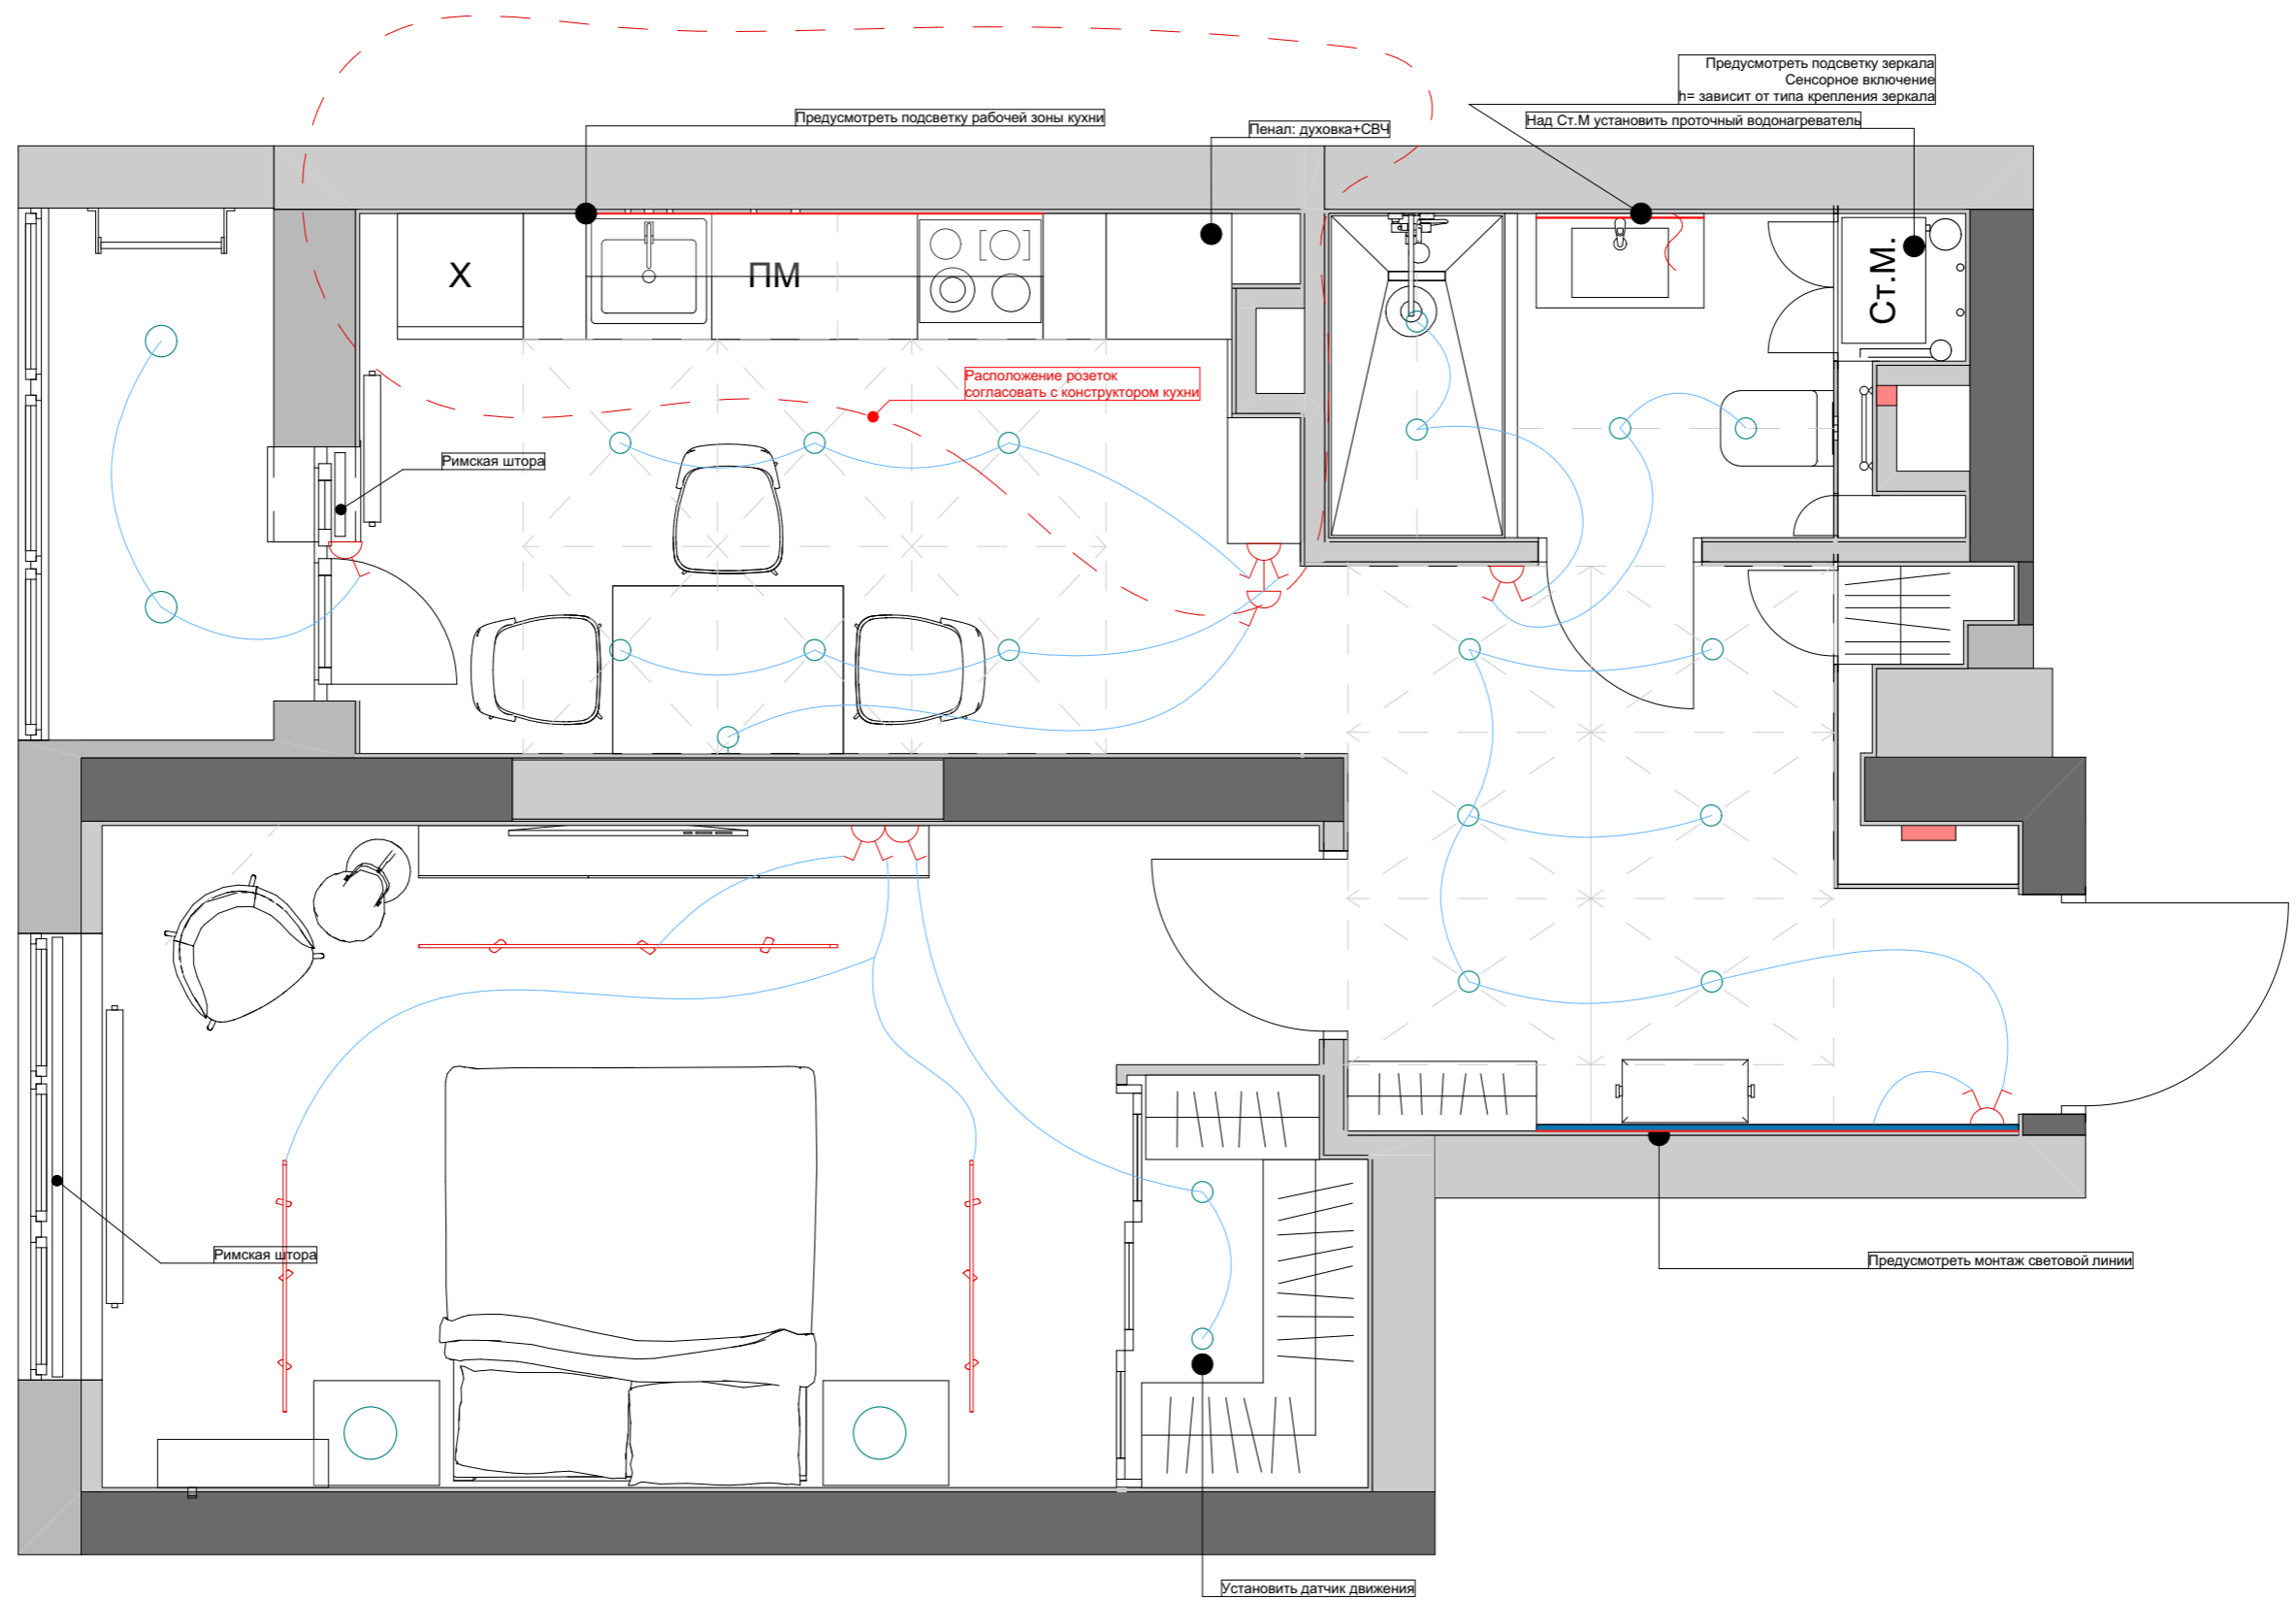 Предусмотреть подсветку зеркала
Сенсорное включение
h= зависит от типа крепления зеркала
Предусмотреть подсветку рабочей зоны кухни
Пенал: духовка+СВЧ
Над Ст.М установить проточный водонагреватель
Х
ПМ
Ст.М.
Расположение розеток
согласовать с конструктором кухни
Римская штора
Римская штора
Предусмотреть монтаж световой линии
Установить датчик движения